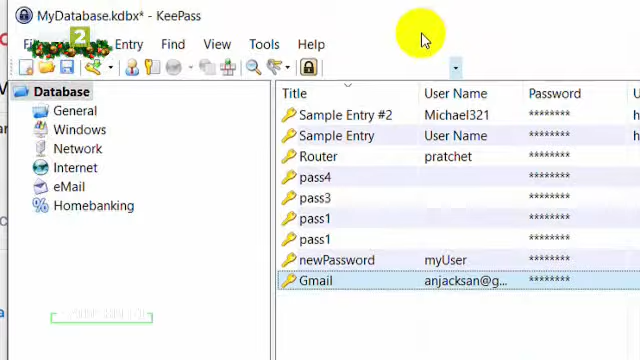 MyDatabase.kdbx* - KeePass
2
Entry Find View Tools Help
Database
General
Windows
Network
Internet
eMail
Homebanking
Title User Name Password
Sample Entry #2 Michael321 ********
Sample Entry User Name ********
Router pratchet ********
pass4 ********
pass3 ********
pass1 ********
pass1 ********
newPassword myUser ********
Gmail anjacksan@g... ********